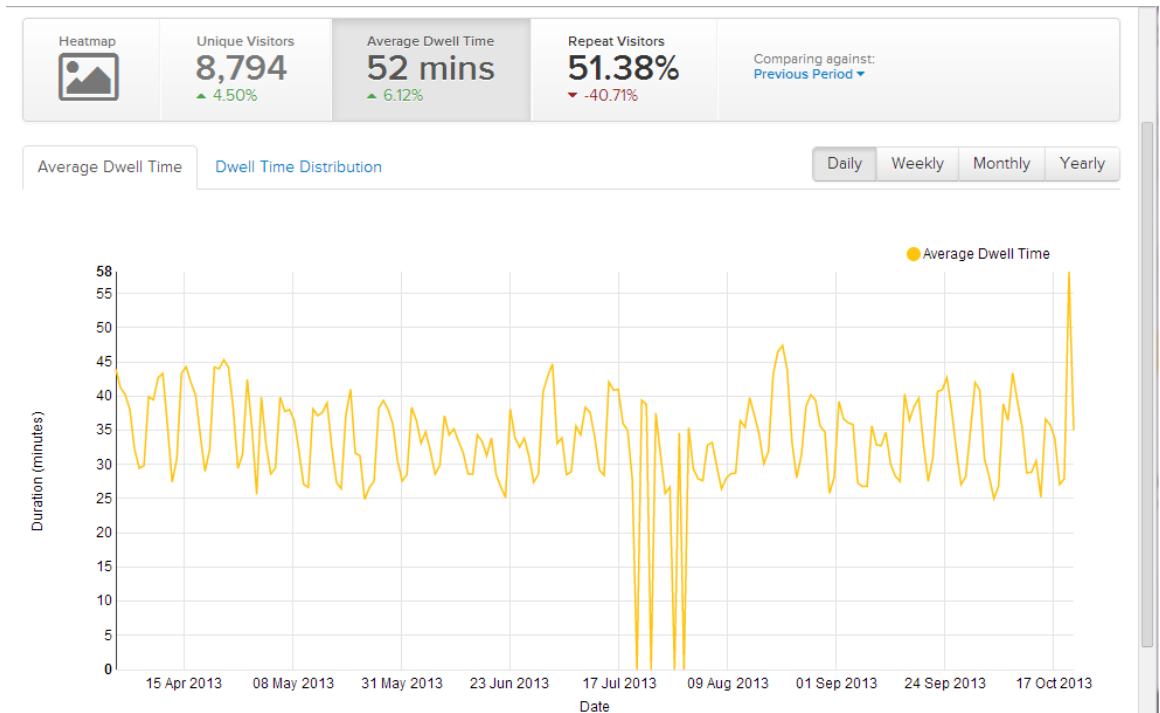 Heatmap
Unique Visitors
8,794
4.50%
Average Dwell Time
52 mins
6.12%
Repeat Visitors
51.38%
-40.71%
Comparing against:
Previous Period
Average Dwell Time
Dwell Time Distribution
Daily
Weekly
Monthly
Yearly
Average Dwell Time
58
55
50
45
40
35
30
25
20
15
10
5
0
Duration (minutes)
15 Apr 2013
08 May 2013
31 May 2013
23 Jun 2013
17 Jul 2013
09 Aug 2013
01 Sep 2013
24 Sep 2013
17 Oct 2013
Date